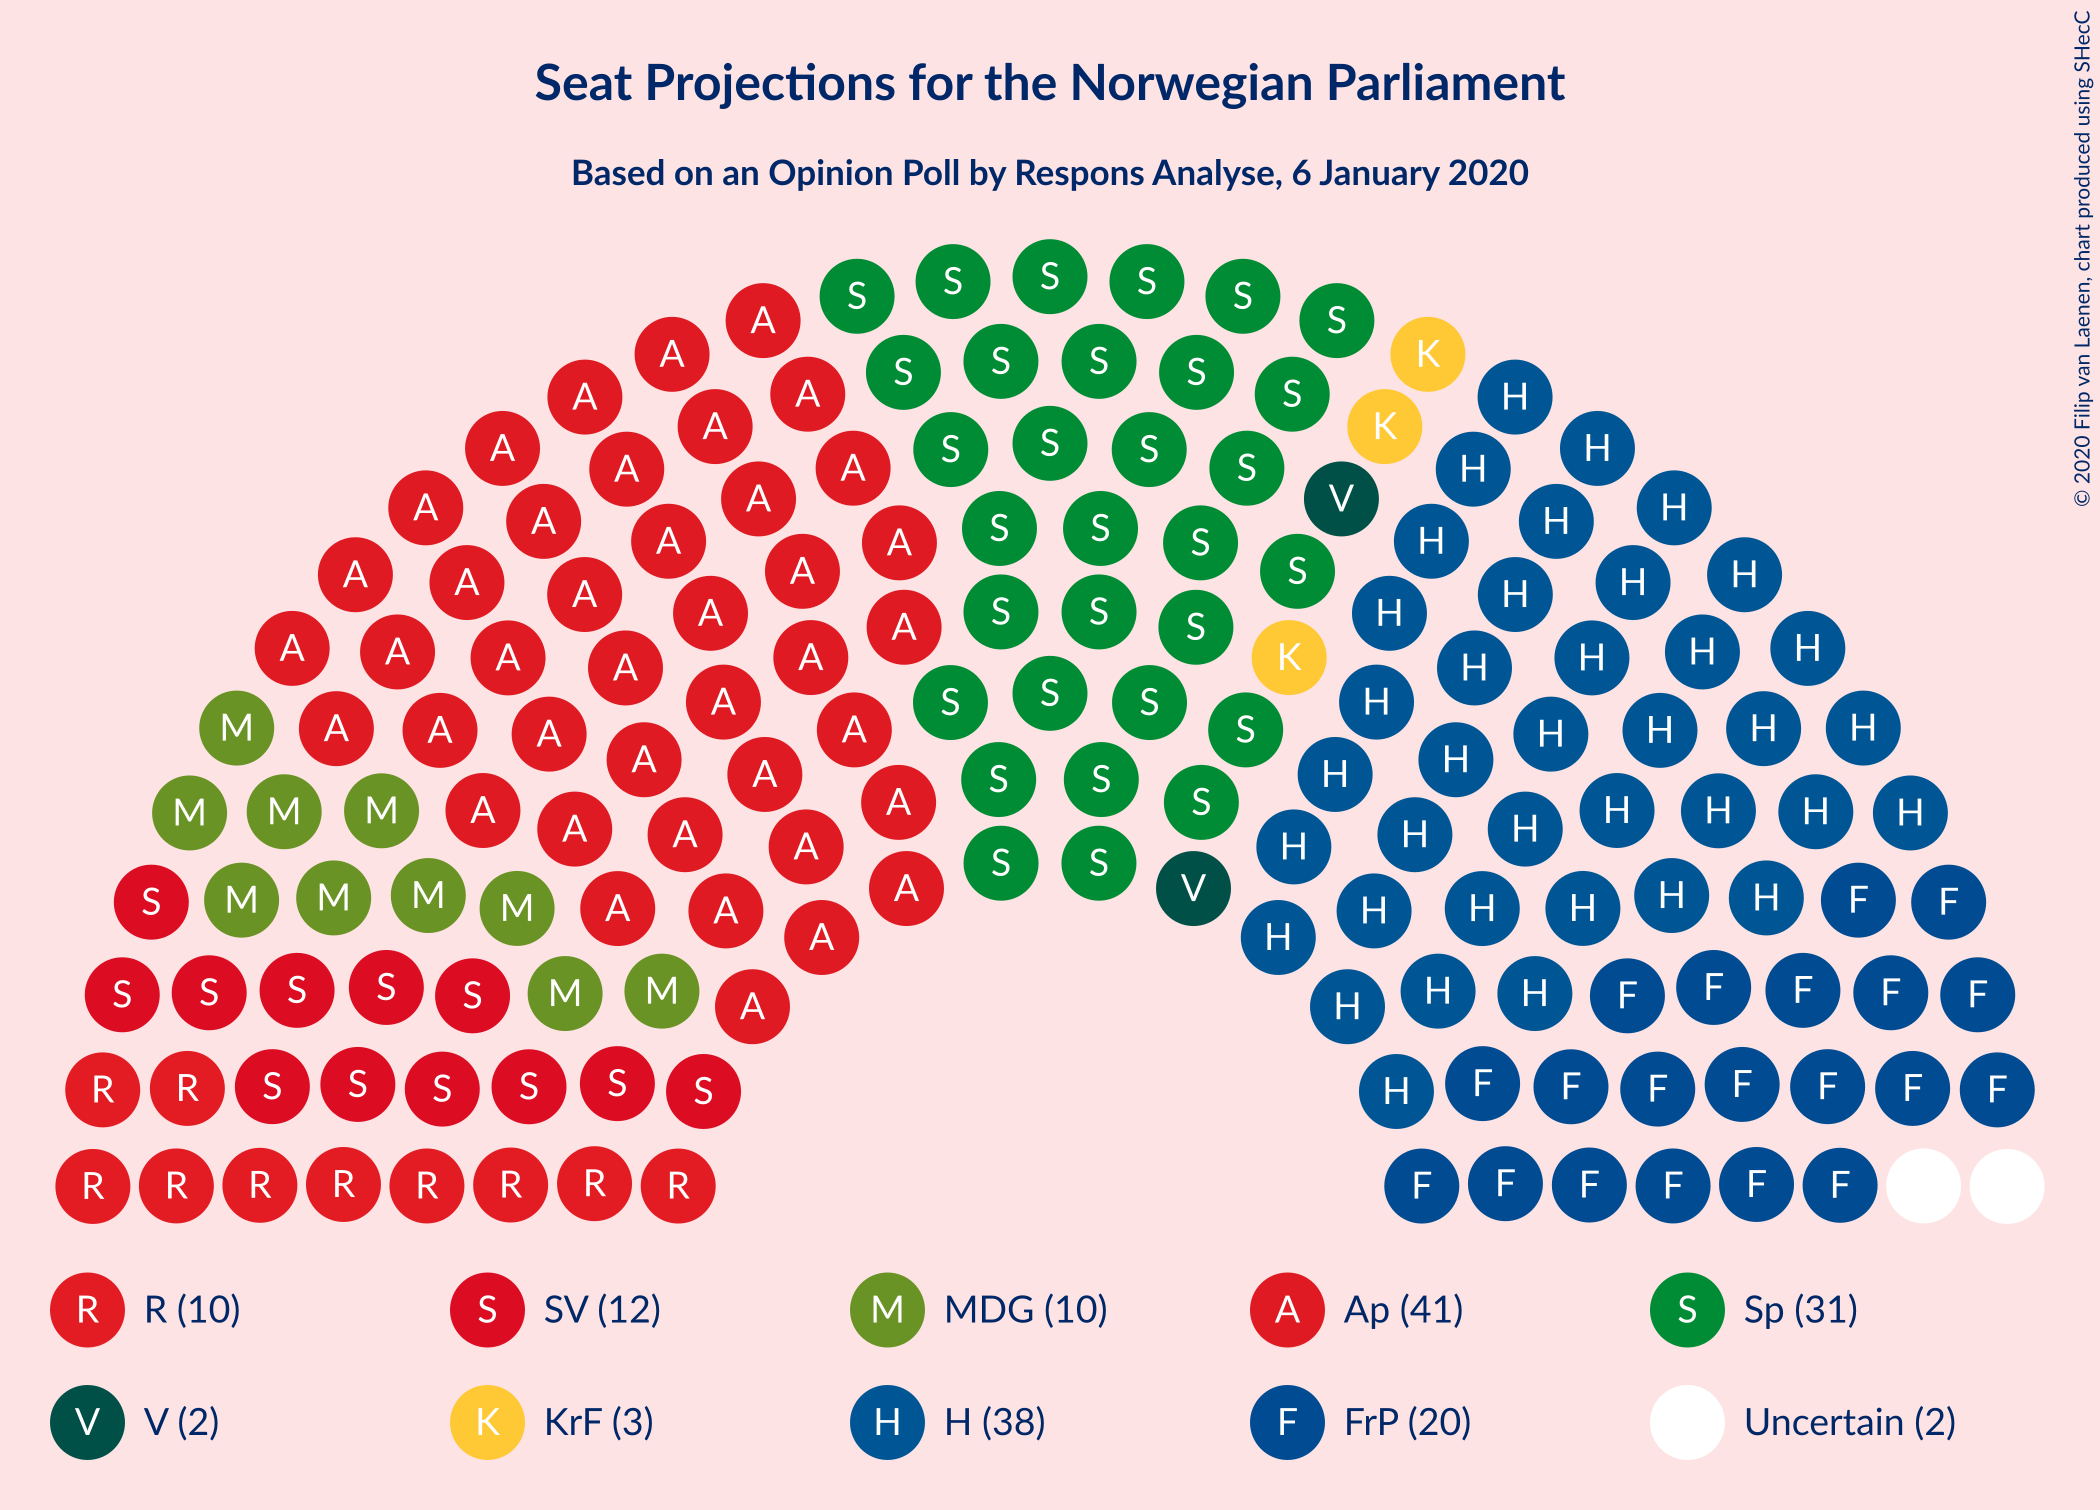 Seat Projections for the Norwegian Parliament
Based on an Opinion Poll by Respons Analyse, 6 January 2020
© 2020 Filip van Laenen, chart produced using SHecC
S S S S S
A S S S S S S K
A A S S S S S K H
A A A S S S S V H H
A A A A S S S S H H H
A A A A A S S S K H H H H
A A A A A A S S S S H H H H H
M A A A A A A S S S H H H H H H
M M M A A A A A S S V H H H H H H H
S M M M M A A A H H H H H H F F
S S S S S M M A H H H F F F F F
R R S S S S S S H F F F F F F F
R R R R R R R R F F F F F F
R R (10) S SV (12) M MDG (10) A Ap (41) S Sp (31)
V V (2) K KrF (3) H H (38) F FrP (20) Uncertain (2)